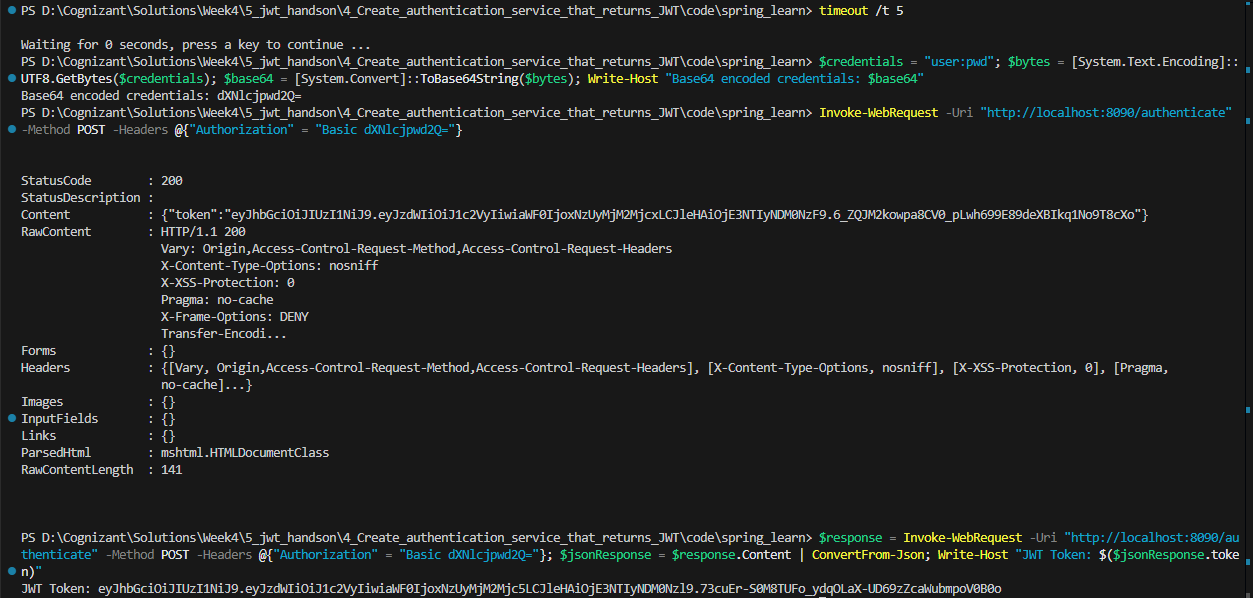 PS D:\Cognizant\Solutions\Week4\5_jwt_handson\4_Create_authentication_service_that_returns_JWT\code\spring_learn> timeout /t 5
Waiting for 0 seconds, press a key to continue ...
PS D:\Cognizant\Solutions\Week4\5_jwt_handson\4_Create_authentication_service_that_returns_JWT\code\spring_learn> $credentials = "user:pwd"; $bytes = [System.Text.Encoding]::
UTF8.GetBytes($credentials); $base64 = [System.Convert]::ToBase64String($bytes); Write-Host "Base64 encoded credentials: $base64"
Base64 encoded credentials: dXNlcjpwd2Q=
PS D:\Cognizant\Solutions\Week4\5_jwt_handson\4_Create_authentication_service_that_returns_JWT\code\spring_learn> Invoke-WebRequest -Uri "http://localhost:8090/authenticate"
-Method POST -Headers @{"Authorization" = "Basic dXNlcjpwd2Q="}
StatusCode : 200
StatusDescription :
Content : {"token":"eyJhbGciOiJIUzI1NiJ9.eyJzdWIiOiJ1c2VyIiwiaWF0IjoxNzUyMjM2MjcxLCJleHAiOjE3NTIyNDM0NzF9.6_ZQJM2kowpa8CV0_pLwh699E89deXBIkq1No9T8cXo"}
RawContent : HTTP/1.1 200
Vary: Origin,Access-Control-Request-Method,Access-Control-Request-Headers
X-Content-Type-Options: nosniff
X-XSS-Protection: 0
Pragma: no-cache
X-Frame-Options: DENY
Transfer-Encodi...
Forms : {}
Headers : {[Vary, Origin,Access-Control-Request-Method,Access-Control-Request-Headers], [X-Content-Type-Options, nosniff], [X-XSS-Protection, 0], [Pragma,
no-cache]...}
Images : {}
InputFields : {}
Links : {}
ParsedHtml : mshtml.HTMLDocumentClass
RawContentLength : 141
PS D:\Cognizant\Solutions\Week4\5_jwt_handson\4_Create_authentication_service_that_returns_JWT\code\spring_learn> $response = Invoke-WebRequest -Uri "http://localhost:8090/au
thenticate" -Method POST -Headers @{"Authorization" = "Basic dXNlcjpwd2Q="}; $jsonResponse = $response.Content | ConvertFrom-Json; Write-Host "JWT Token: $($jsonResponse.toke
n)"
JWT Token: eyJhbGciOiJIUzI1NiJ9.eyJzdWIiOiJ1c2VyIiwiaWF0IjoxNzUyMjM2Mjc5LCJleHAiOjE3NTIyNDM0Nzl9.73cuEr-S0M8TUFo_ydqOLaX-UD69zZcaWubmpoV0B0o